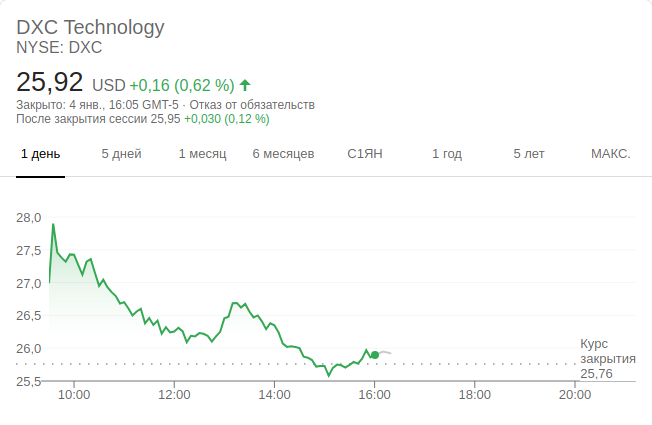 DXC Technology
NYSE: DXC
25,92 USD +0,16 (0,62 %)
Закрыто: 4 янв., 16:05 GMT-5 · Отказ от обязательств
После закрытия сессии 25,95 +0,030 (0,12 %)
1 день 5 дней 1 месяц 6 месяцев С1ЯН 1 год 5 лет МАКС.
28,0
27,5
27,0
26,5
26,0
25,5
Курс
закрытия
25,76
10:00 12:00 14:00 16:00 18:00 20:00